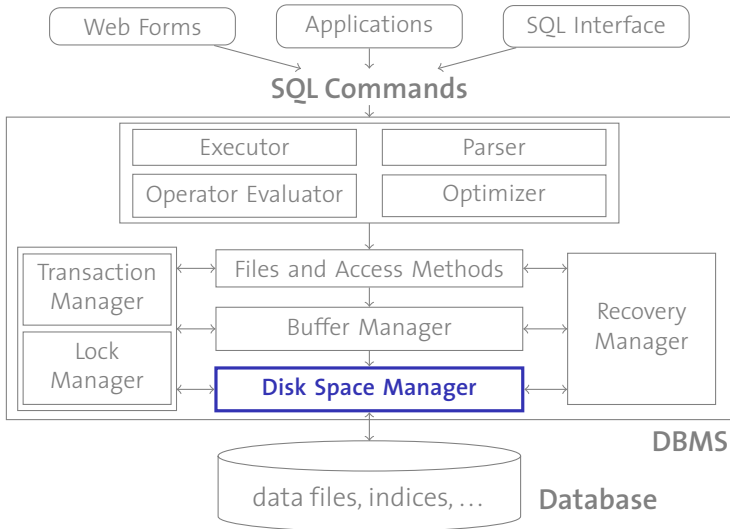 Web Forms
Applications
SQL Interface
SQL Commands
Executor
Parser
Operator Evaluator
Optimizer
Transaction
Manager
Lock
Manager
Files and Access Methods
Buffer Manager
Disk Space Manager
Recovery
Manager
DBMS
data files, indices, …
Database